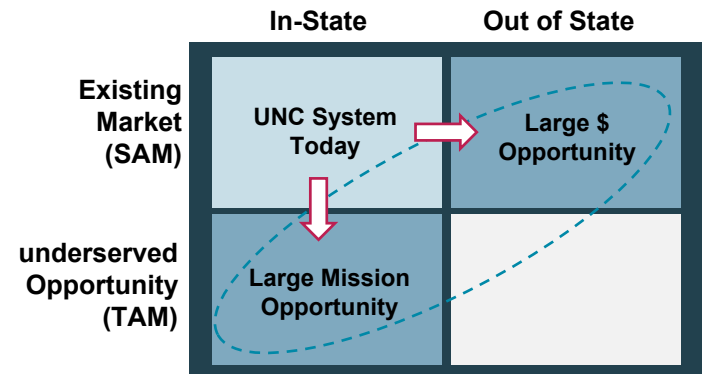 In-State
Out of State
Existing
Market
(SAM)
UNC System
Today
Large $
Opportunity
underserved
Opportunity
(TAM)
Large Mission
Opportunity